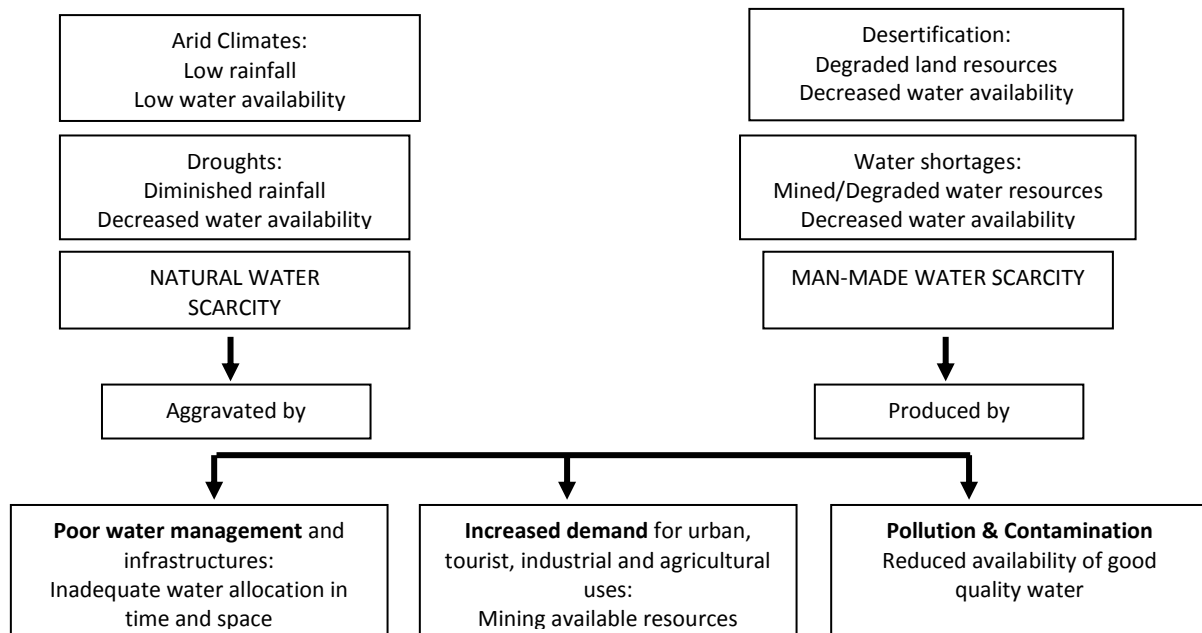 Arid Climates:
Low rainfall
Low water availability
Desertification:
Degraded land resources
Decreased water availability
Droughts:
Diminished rainfall
Decreased water availability
Water shortages:
Mined/Degraded water resources
Decreased water availability
NATURAL WATER
SCARCITY
MAN-MADE WATER SCARCITY
Aggravated by
Produced by
Poor water management and
infrastructures:
Inadequate water allocation in
time and space
Increased demand for urban,
tourist, industrial and agricultural
uses:
Mining available resources
Pollution & Contamination
Reduced availability of good
quality water